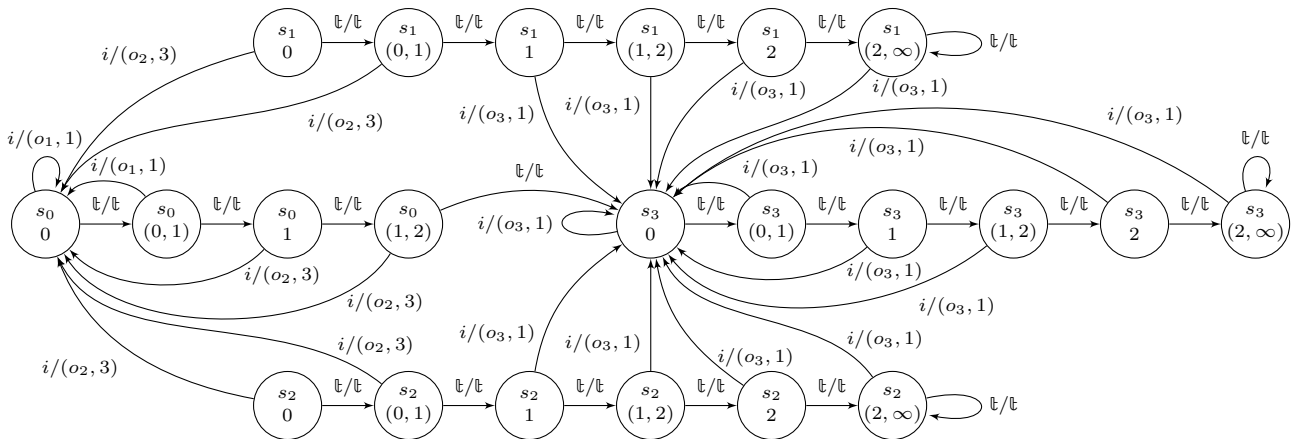 𝕥/𝕥 𝕥/𝕥 𝕥/𝕥 𝕥/𝕥 𝕥/𝕥
s₁ s₁ s₁ s₁ s₁ s₁
0 (0, 1) 1 (1, 2) 2 (2, ∞) 𝕥/𝕥
i/(o₂, 3)
i/(o₃, 1)
i/(o₃, 1) i/(o₃, 1) i/(o₃, 1)
i/(o₂, 3) i/(o₃, 1)
i/(o₁, 1)
i/(o₃, 1) 𝕥/𝕥
i/(o₁, 1) 𝕥/𝕥 i/(o₃, 1)
𝕥/𝕥 𝕥/𝕥 𝕥/𝕥 𝕥/𝕥 𝕥/𝕥 𝕥/𝕥 𝕥/𝕥 𝕥/𝕥
s₀ s₀ s₀ s₀ i/(o₃, 1) s₃ s₃ s₃ s₃ s₃ s₃
0 (0, 1) 1 (1, 2) 0 (0, 1) 1 (1, 2) 2 (2, ∞)
i/(o₂, 3) i/(o₃, 1)
i/(o₂, 3) i/(o₃, 1)
i/(o₃, 1)
i/(o₂, 3) i/(o₃, 1) i/(o₃, 1)
i/(o₂, 3) i/(o₃, 1)
𝕥/𝕥 𝕥/𝕥 𝕥/𝕥 𝕥/𝕥 𝕥/𝕥
s₂ s₂ s₂ s₂ s₂ s₂
0 (0, 1) 1 (1, 2) 2 (2, ∞) 𝕥/𝕥